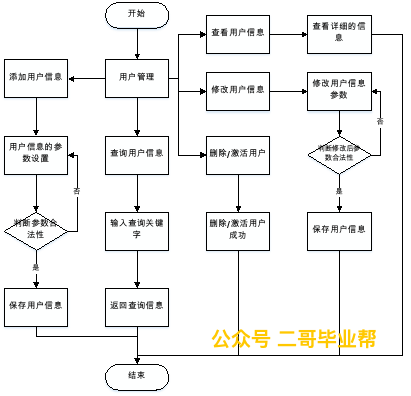 开始
查看用户信息
查看详细的信
息
添加用户信息
用户管理
修改用户信息
修改用户信息
参数
否
判断修改后参
数合法性
用户信息的参
数设置
查询用户信息
删除/激活用户
否
是
判断参数合
法性
输入查询关键
字
删除/激活用户
成功
保存用户信息
是
保存用户信息
返回查询信息
公众号 二哥毕业帮
结束